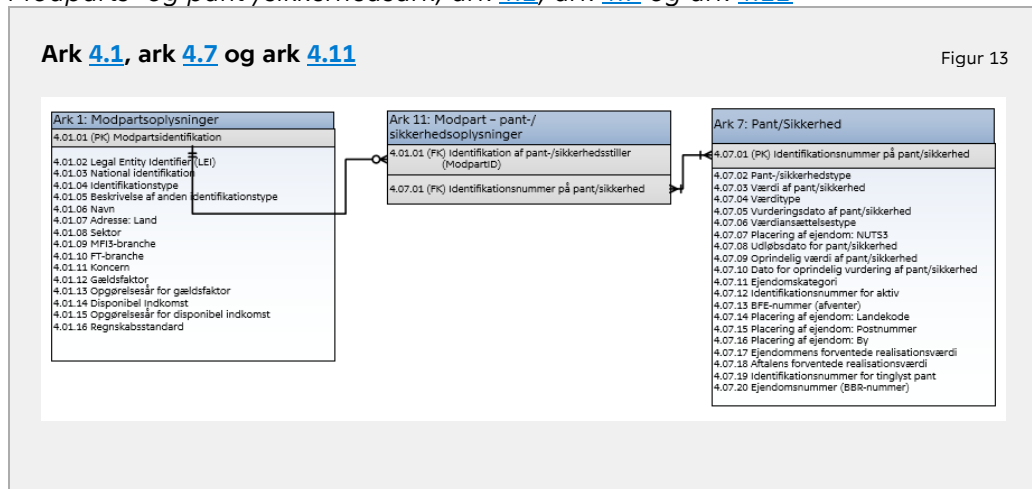 Modparts- og pant-/sikkerhedsark, ark 4.1, ark 4.7 og ark 4.11
Ark 4.1, ark 4.7 og ark 4.11
Figur 13
Ark 1: Modpartsoplysninger
4.01.01 (PK) Modpartsidentifikation
4.01.02 Legal Entity Identifier (LEI)
4.01.03 National identifikation
4.01.04 Identifikationstype
4.01.05 Beskrivelse af anden identifikationstype
4.01.06 Navn
4.01.07 Adresse: Land
4.01.08 Sektor
4.01.09 MFI3-branche
4.01.10 FT-branche
4.01.11 Koncern
4.01.12 Gældsfaktor
4.01.13 Opgørelsesår for gældsfaktor
4.01.14 Disponibel Indkomst
4.01.15 Opgørelsesår for disponibel indkomst
4.01.16 Regnskabsstandard
Ark 11: Modpart – pant-/
sikkerhedsoplysninger
4.01.01 (FK) Identifikation af pant-/sikkerhedsstiller
(ModpartID)
4.07.01 (FK) Identifikationsnummer på pant/sikkerhed
Ark 7: Pant/Sikkerhed
4.07.01 (PK) Identifikationsnummer på pant/sikkerhed
4.07.02 Pant-/sikkerhedstype
4.07.03 Værdi af pant/sikkerhed
4.07.04 Værditype
4.07.05 Vurderingsdato af pant/sikkerhed
4.07.06 Værdiansættelsestype
4.07.07 Placering af ejendom: NUTS3
4.07.08 Udløbsdato for pant/sikkerhed
4.07.09 Oprindelig værdi af pant/sikkerhed
4.07.10 Dato for oprindelig vurdering af pant/sikkerhed
4.07.11 Ejendomskategori
4.07.12 Identifikationsnummer for aktiv
4.07.13 BFE-nummer (afventer)
4.07.14 Placering af ejendom: Landekode
4.07.15 Placering af ejendom: Postnummer
4.07.16 Placering af ejendom: By
4.07.17 Ejendommens forventede realisationsværdi
4.07.18 Aftalens forventede realisationsværdi
4.07.19 Identifikationsnummer for tinglyst pant
4.07.20 Ejendomsnummer (BBR-nummer)